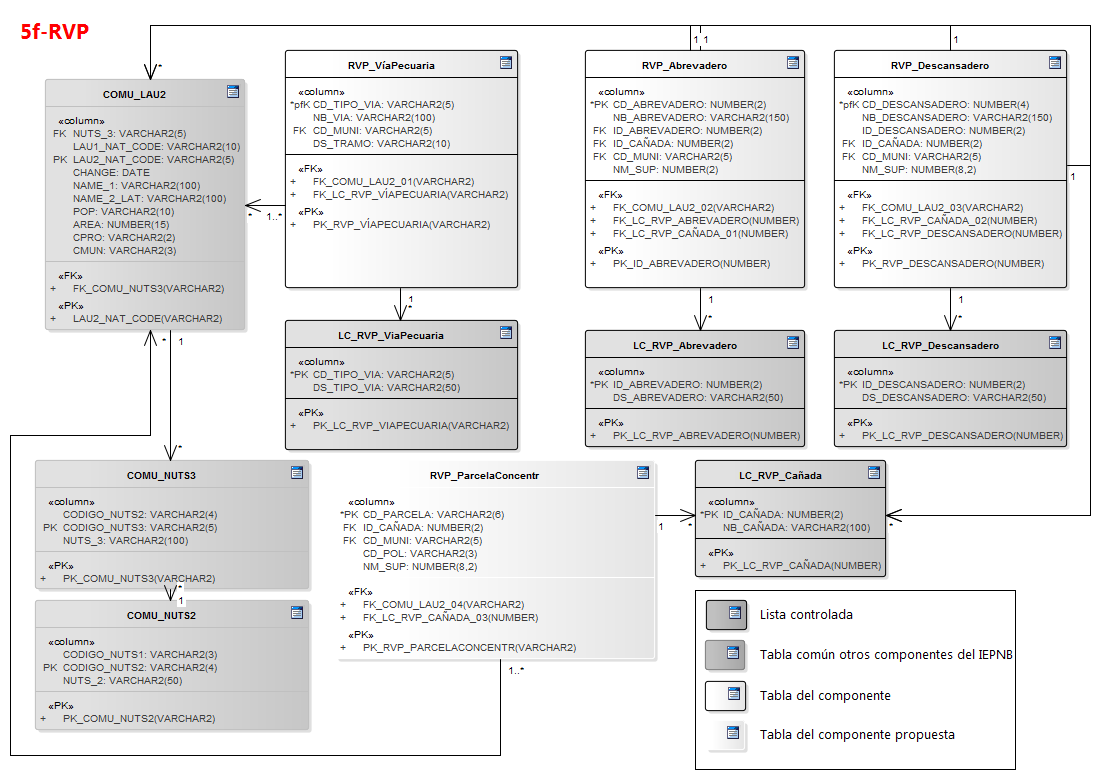 5f-RVP
1 1
1
*
1
COMU_LAU2
«column»
FK NUTS_3: VARCHAR2(5)
LAU1_NAT_CODE: VARCHAR2(10)
PK LAU2_NAT_CODE: VARCHAR2(5)
CHANGE: DATE
NAME_1: VARCHAR2(100)
NAME_2_LAT: VARCHAR2(100)
POP: VARCHAR2(10)
AREA: NUMBER(15)
CPRO: VARCHAR2(2)
CMUN: VARCHAR2(3)
«FK»
+ FK_COMU_NUTS3(VARCHAR2)
«PK»
+ LAU2_NAT_CODE(VARCHAR2)
* 1..*
* 1
*
RVP_VíaPecuaria
«column»
*pfK CD_TIPO_VIA: VARCHAR2(5)
NB_VIA: VARCHAR2(100)
FK CD_MUNI: VARCHAR2(5)
DS_TRAMO: VARCHAR2(10)
«FK»
+ FK_COMU_LAU2_01(VARCHAR2)
+ FK_LC_RVP_VÍAPECUARIA(VARCHAR2)
«PK»
+ PK_RVP_VÍAPECUARIA(VARCHAR2)
1
*
RVP_Abrevadero
«column»
*PK CD_ABREVADERO: NUMBER(2)
NB_ABREVADERO: VARCHAR2(150)
FK ID_ABREVADERO: NUMBER(2)
FK ID_CAÑADA: NUMBER(2)
FK CD_MUNI: VARCHAR2(5)
NM_SUP: NUMBER(2)
«FK»
+ FK_COMU_LAU2_02(VARCHAR2)
+ FK_LC_RVP_ABREVADERO(NUMBER)
+ FK_LC_RVP_CAÑADA_01(NUMBER)
«PK»
+ PK_ID_ABREVADERO(NUMBER)
1
*
RVP_Descansadero
«column»
*pfK CD_DESCANSADERO: NUMBER(4)
NB_DESCANSADERO: VARCHAR2(150)
ID_DESCANSADERO: NUMBER(2)
FK ID_CAÑADA: NUMBER(2)
FK CD_MUNI: VARCHAR2(5)
NM_SUP: NUMBER(8,2)
«FK»
+ FK_COMU_LAU2_03(VARCHAR2)
+ FK_LC_RVP_CAÑADA_02(NUMBER)
+ FK_LC_RVP_DESCANSADERO(NUMBER)
«PK»
+ PK_RVP_DESCANSADERO(NUMBER)
1
*
LC_RVP_ViaPecuaria
«column»
*PK CD_TIPO_VIA: VARCHAR2(5)
DS_TIPO_VIA: VARCHAR2(50)
«PK»
+ PK_LC_RVP_VIAPECUARIA(VARCHAR2)
LC_RVP_Abrevadero
«column»
*PK ID_ABREVADERO: NUMBER(2)
DS_ABREVADERO: VARCHAR2(50)
«PK»
+ PK_LC_RVP_ABREVADERO(NUMBER)
LC_RVP_Descansadero
«column»
*PK ID_DESCANSADERO: NUMBER(2)
DS_DESCANSADERO: VARCHAR2(50)
«PK»
+ PK_LC_RVP_DESCANSADERO(NUMBER)
COMU_NUTS3
«column»
CODIGO_NUTS2: VARCHAR2(4)
PK CODIGO_NUTS3: VARCHAR2(5)
NUTS_3: VARCHAR2(100)
«PK»
+ PK_COMU_NUTS3(VARCHAR2)
*
1
COMU_NUTS2
«column»
CODIGO_NUTS1: VARCHAR2(3)
PK CODIGO_NUTS2: VARCHAR2(4)
NUTS_2: VARCHAR2(50)
«PK»
+ PK_COMU_NUTS2(VARCHAR2)
RVP_ParcelaConcentr
«column»
*PK CD_PARCELA: VARCHAR2(6)
FK ID_CAÑADA: NUMBER(2)
FK CD_MUNI: VARCHAR2(5)
CD_POL: VARCHAR2(3)
NM_SUP: NUMBER(8,2)
«FK»
+ FK_COMU_LAU2_04(VARCHAR2)
+ FK_LC_RVP_CAÑADA_03(NUMBER)
«PK»
+ PK_RVP_PARCELACONCENTR(VARCHAR2)
1..*
1 *
LC_RVP_Cañada
«column»
*PK ID_CAÑADA: NUMBER(2)
NB_CAÑADA: VARCHAR2(100)
«PK»
+ PK_LC_RVP_CAÑADA(NUMBER)
*
Lista controlada
Tabla común otros componentes del IEPNB
Tabla del componente
Tabla del componente propuesta